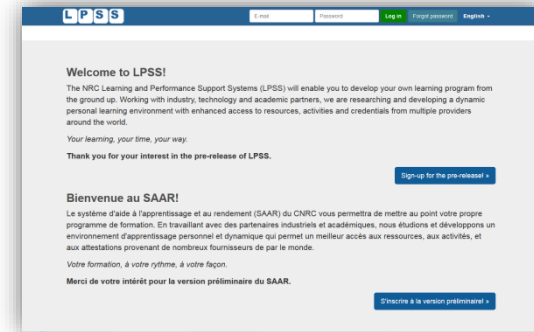 L P S S
E-mail Password Log in Forgot password English
Welcome to LPSS!
The NRC Learning and Performance Support Systems (LPSS) will enable you to develop your own learning program from
the ground up. Working with industry, technology and academic partners, we are researching and developing a dynamic
personal learning environment with enhanced access to resources, activities and credentials from multiple providers
around the world.
Your learning, your time, your way.
Thank you for your interest in the pre-release of LPSS.
Sign-up for the pre-release! »
Bienvenue au SAAR!
Le système d'aide à l'apprentissage et au rendement (SAAR) du CNRC vous permettra de mettre au point votre propre
programme de formation. En travaillant avec des partenaires industriels et académiques, nous étudions et développons un
environnement d'apprentissage personnel et dynamique qui permet un meilleur accès aux ressources, aux activités, et
aux attestations provenant de nombreux fournisseurs de par le monde.
Votre formation, à votre rythme, à votre façon.
Merci de votre intérêt pour la version préliminaire du SAAR.
S'inscrire à la version préliminaire! »